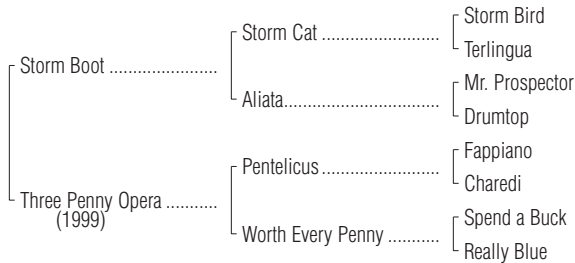 Storm Bird
Storm Cat ..........................
Terlingua
Storm Boot ........................
Mr. Prospector
Aliata...................................
Drumtop
Fappiano
Pentelicus...........................
Charedi
Three Penny Opera ...........
(1999)
Spend a Buck
Worth Every Penny ...........
Really Blue